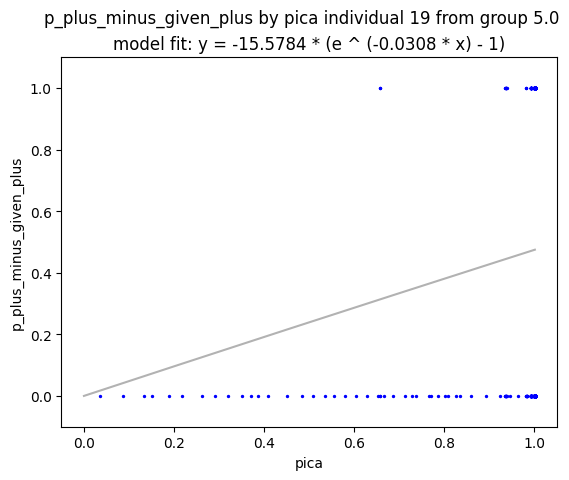 p_plus_minus_given_plus by pica individual 19 from group 5.0
model fit: y = -15.5784 * (e ^ (-0.0308 * x) - 1)
1.0
0.8
0.6
0.4
0.2
0.0
p_plus_minus_given_plus
0.0 0.2 0.4 0.6 0.8 1.0
pica